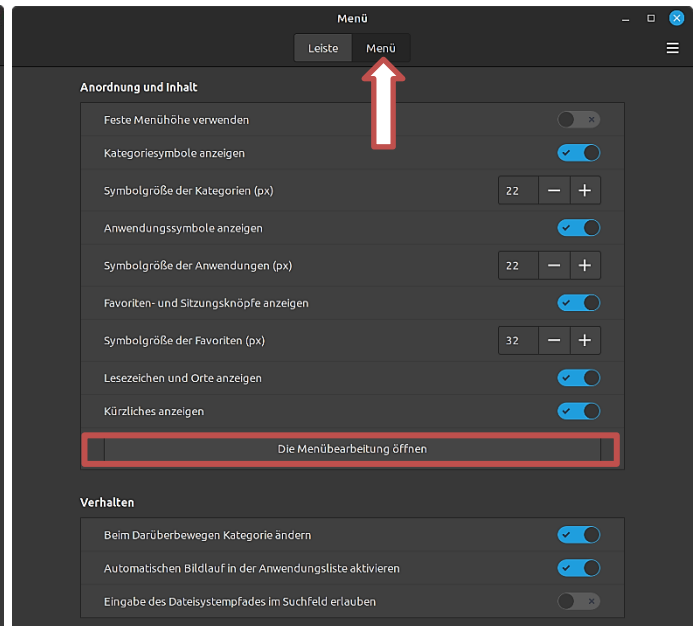 Menü
Leiste Menü
Anordnung und Inhalt
Feste Menühöhe verwenden
Kategoriesymbole anzeigen
Symbolgröße der Kategorien (px) 22 − +
Anwendungssymbole anzeigen
Symbolgröße der Anwendungen (px) 22 − +
Favoriten- und Sitzungsknöpfe anzeigen
Symbolgröße der Favoriten (px) 32 − +
Lesezeichen und Orte anzeigen
Kürzliches anzeigen
Die Menübearbeitung öffnen
Verhalten
Beim Darüberbewegen Kategorie ändern
Automatischen Bildlauf in der Anwendungsliste aktivieren
Eingabe des Dateisystempfades im Suchfeld erlauben